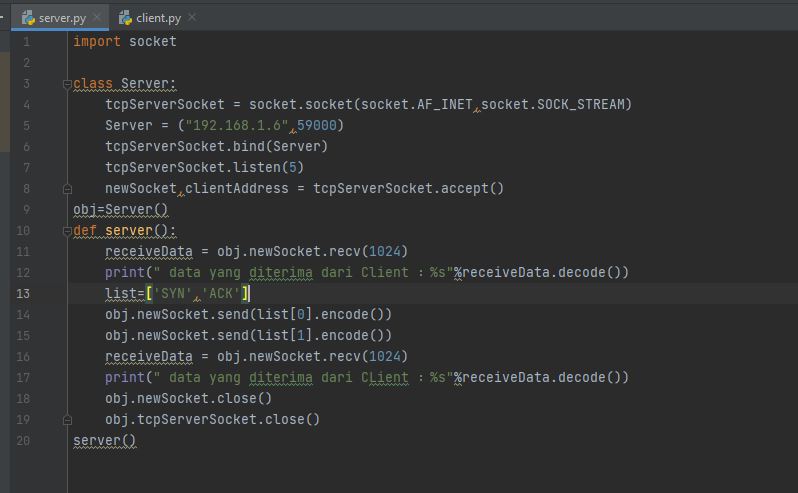 server.py client.py
1 import socket
2
3 class Server:
4 tcpServerSocket = socket.socket(socket.AF_INET,socket.SOCK_STREAM)
5 Server = ("192.168.1.6",59000)
6 tcpServerSocket.bind(Server)
7 tcpServerSocket.listen(5)
8 newSocket,clientAddress = tcpServerSocket.accept()
9 obj=Server()
10 def server():
11 receiveData = obj.newSocket.recv(1024)
12 print(" data yang diterima dari Client : %s"%receiveData.decode())
13 list=['SYN','ACK']
14 obj.newSocket.send(list[0].encode())
15 obj.newSocket.send(list[1].encode())
16 receiveData = obj.newSocket.recv(1024)
17 print(" data yang diterima dari CLient : %s"%receiveData.decode())
18 obj.newSocket.close()
19 obj.tcpServerSocket.close()
20 server()